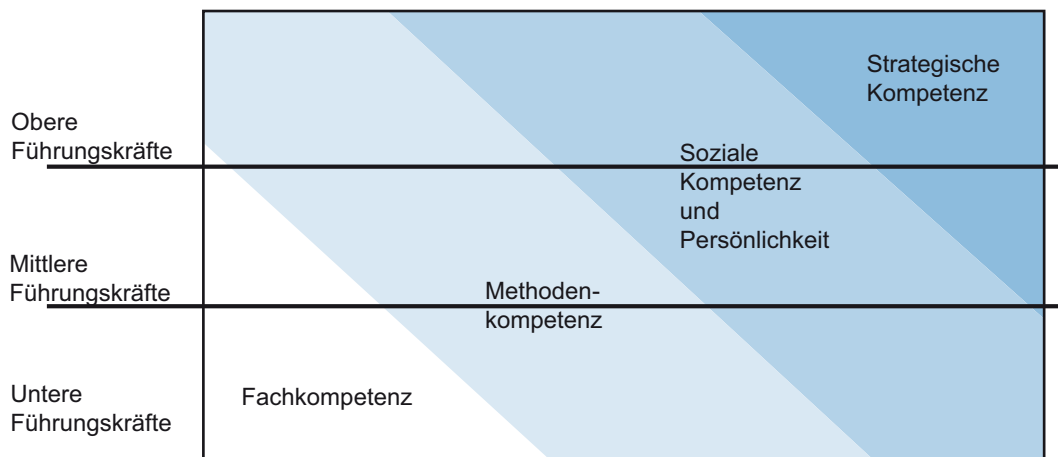 Strategische
Kompetenz
Obere
Führungskräfte
Soziale
Kompetenz
und
Persönlichkeit
Mittlere
Führungskräfte
Methoden-
kompetenz
Untere
Führungskräfte
Fachkompetenz